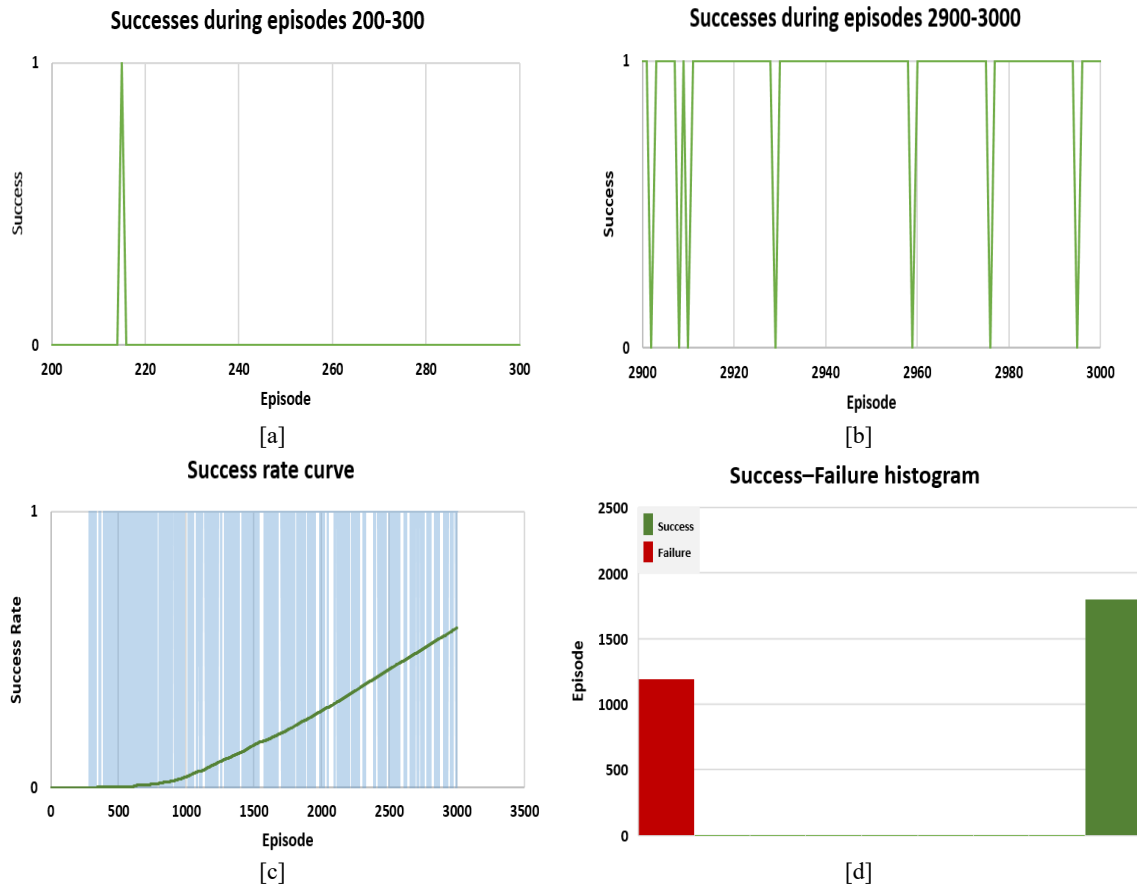 Successes during episodes 200-300
1
Success
0
200 220 240 260 280 300
Episode
[a]
Successes during episodes 2900-3000
1
Success
0
2900 2920 2940 2960 2980 3000
Episode
[b]
Success rate curve
1
Success Rate
0
0 500 1000 1500 2000 2500 3000 3500
Episode
[c]
Success–Failure histogram
2500
Success
Failure
2000
1500
Episode
1000
500
0
[d]